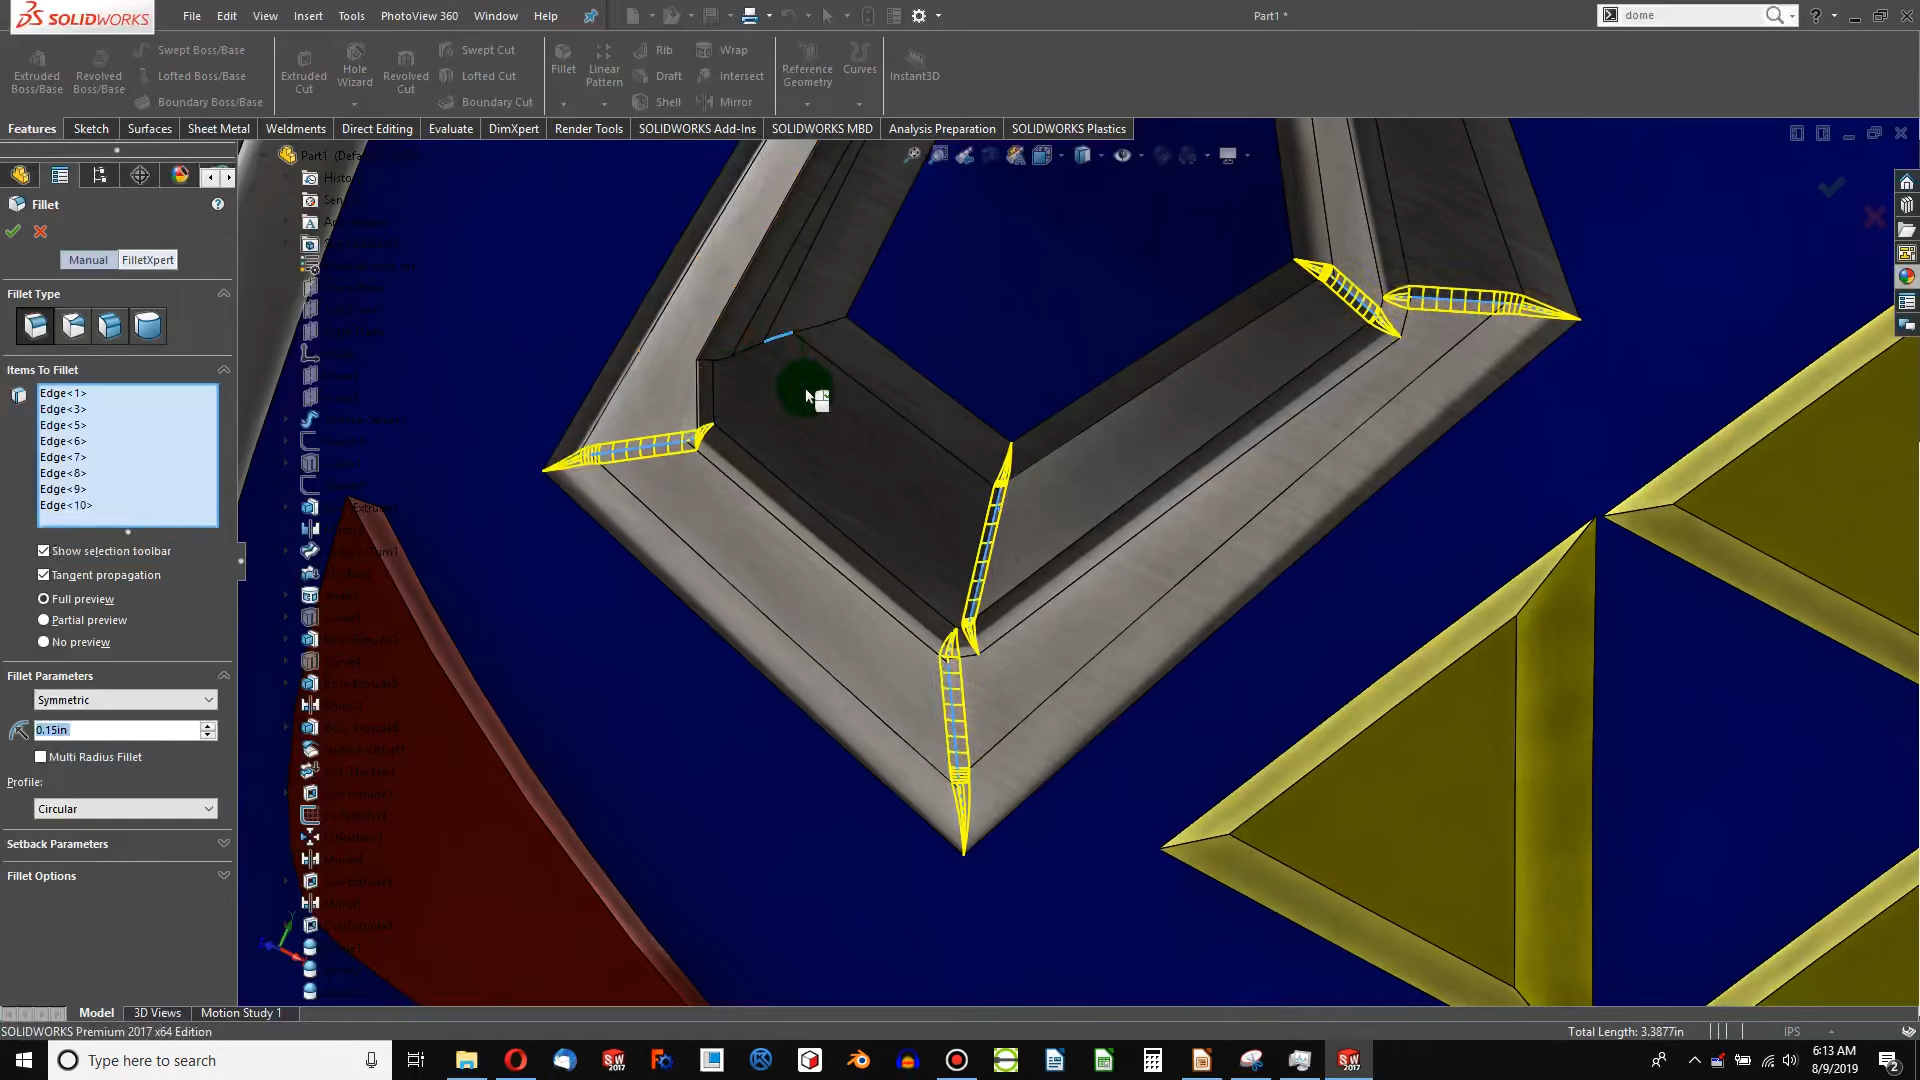 SOLIDWORKS File Edit View Insert Tools PhotoView 360 Window Help Part1 * dome
Extruded Boss/Base
Revolved Boss/Base
Swept Boss/Base
Lofted Boss/Base
Boundary Boss/Base
Extruded Cut
Hole Wizard
Revolved Cut
Swept Cut
Lofted Cut
Boundary Cut
Fillet
Linear Pattern
Rib
Draft
Shell
Wrap
Intersect
Mirror
Reference Geometry
Curves
Instant3D
Features Sketch Surfaces Sheet Metal Weldments Direct Editing Evaluate DimXpert Render Tools SOLIDWORKS Add-Ins SOLIDWORKS MBD Analysis Preparation SOLIDWORKS Plastics
Part1
Fillet
Manual FilletXpert
Fillet Type
Items To Fillet
Edge<1>
Edge<3>
Edge<5>
Edge<6>
Edge<7>
Edge<8>
Edge<9>
Edge<10>
Show selection toolbar
Tangent propagation
Full preview
Partial preview
No preview
Fillet Parameters
Symmetric
0.15in
Multi Radius Fillet
Profile:
Circular
Setback Parameters
Fillet Options
Model 3D Views Motion Study 1
SOLIDWORKS Premium 2017 x64 Edition Total Length: 3.3877in IPS
Type here to search
6:13 AM
8/9/2019
2